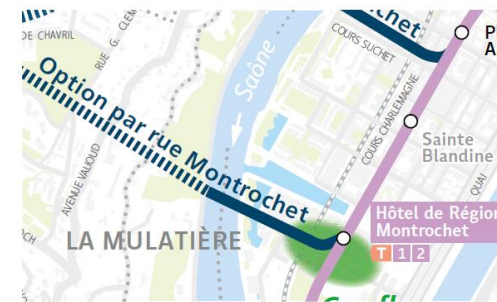 DE CHAVRIL
RUE G. CLEM
chet
COURS SUCHET
Saône
COURS CHARLEMAGNE
Sainte
Blandine
QUAI
Option par rue Montrochet
AVENUE VALIOUD
LA MULATIÈRE
Hôtel de Région
Montrochet
T 1 2